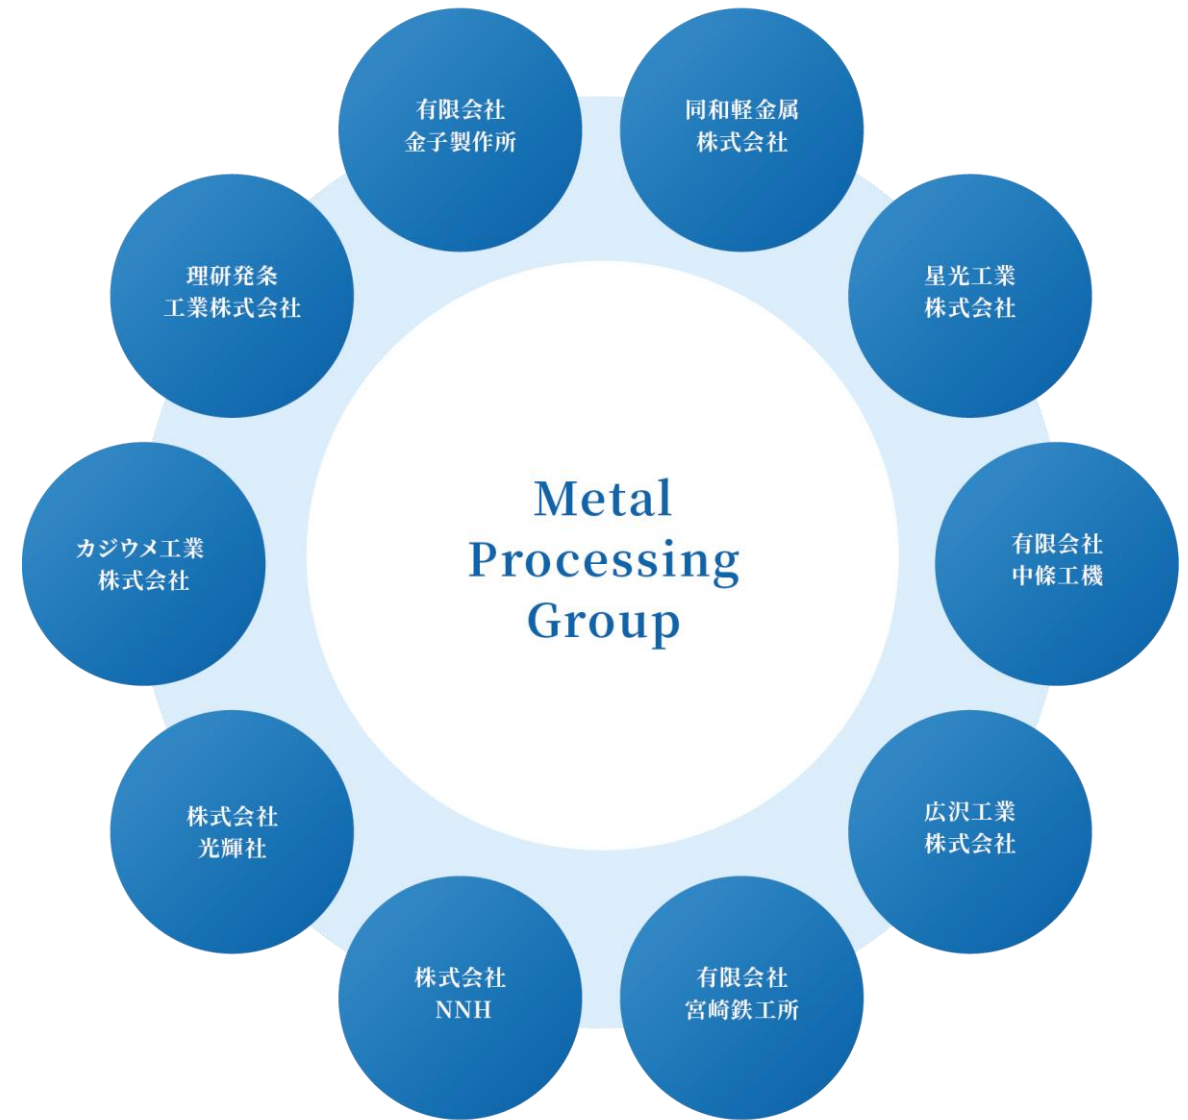 有限会社
金子製作所
同和軽金属
株式会社
理研発条
工業株式会社
星光工業
株式会社
カジウメ工業
株式会社
Metal
Processing
Group
有限会社
中條工機
株式会社
光輝社
広沢工業
株式会社
株式会社
NNH
有限会社
宮崎鉄工所